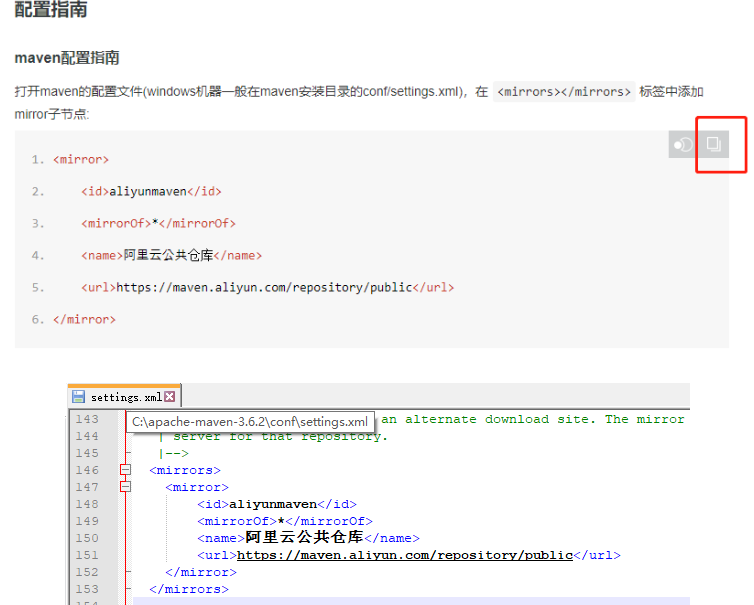 配置指南
maven配置指南
打开maven的配置文件(windows机器一般在maven安装目录的conf/settings.xml)，在 <mirrors></mirrors> 标签中添加
mirror子节点:
1. <mirror>
2. <id>aliyunmaven</id>
3. <mirrorOf>*</mirrorOf>
4. <name>阿里云公共仓库</name>
5. <url>https://maven.aliyun.com/repository/public</url>
6. </mirror>
settings.xml
C:\apache-maven-3.6.2\conf\settings.xml
143 an alternate download site. The mirror
144 | server for that repository.
145 |-->
146 <mirrors>
147 <mirror>
148 <id>aliyunmaven</id>
149 <mirrorOf>*</mirrorOf>
150 <name>阿里云公共仓库</name>
151 <url>https://maven.aliyun.com/repository/public</url>
152 </mirror>
153 </mirrors>
154